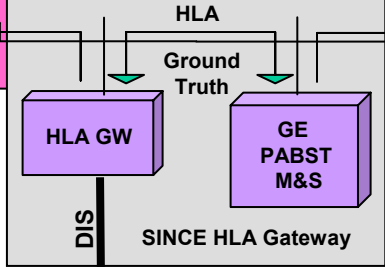 HLA
Ground
Truth
HLA GW
GE
PABST
M&S
DIS
SINCE HLA Gateway